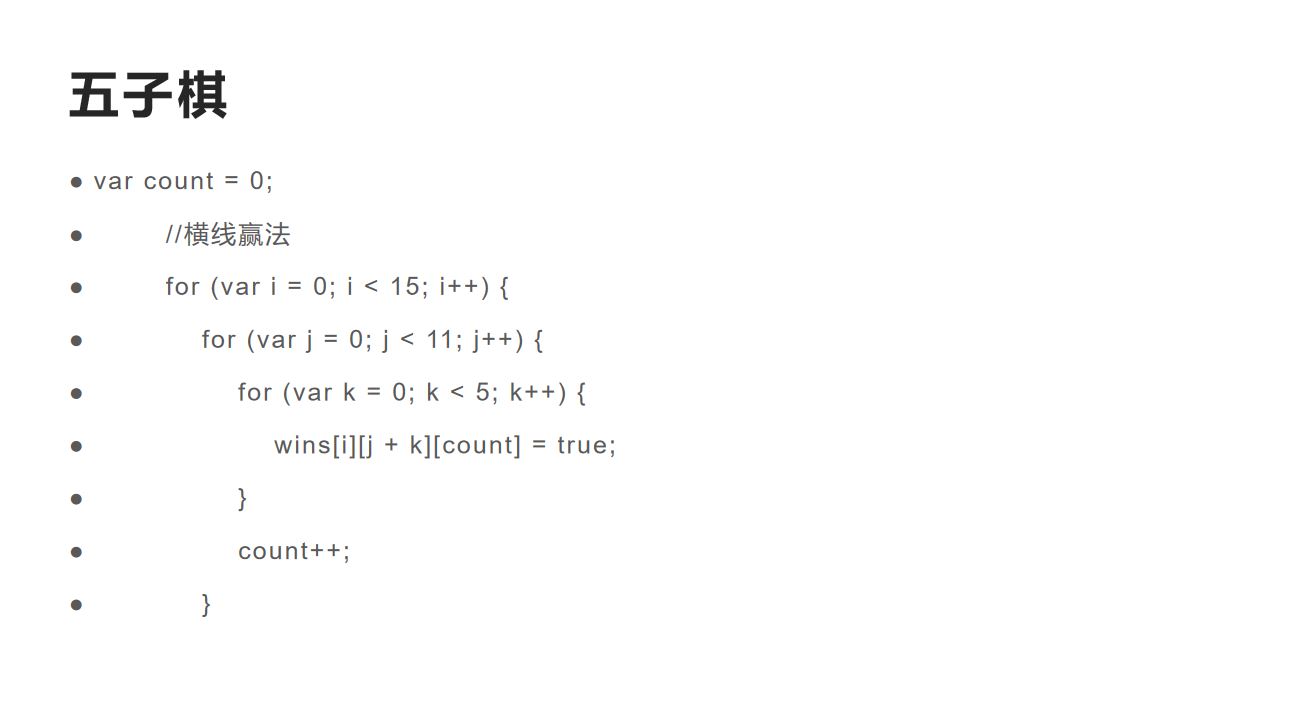 五子棋
● var count = 0;
● //横线赢法
● for (var i = 0; i < 15; i++) {
● for (var j = 0; j < 11; j++) {
● for (var k = 0; k < 5; k++) {
● wins[i][j + k][count] = true;
● }
● count++;
● }